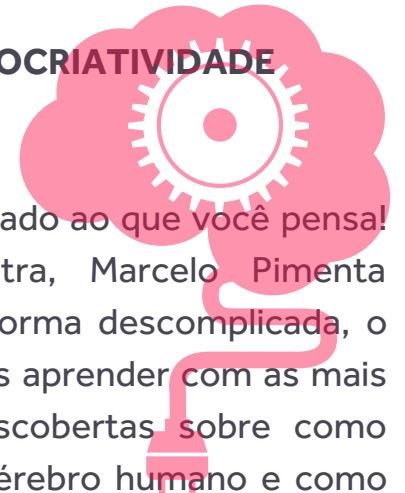 OCRIATIVIDADE
ado ao que você pensa!
tra, Marcelo Pimenta
orma descomplicada, o
s aprender com as mais
scobertas sobre como
érebro humano e como